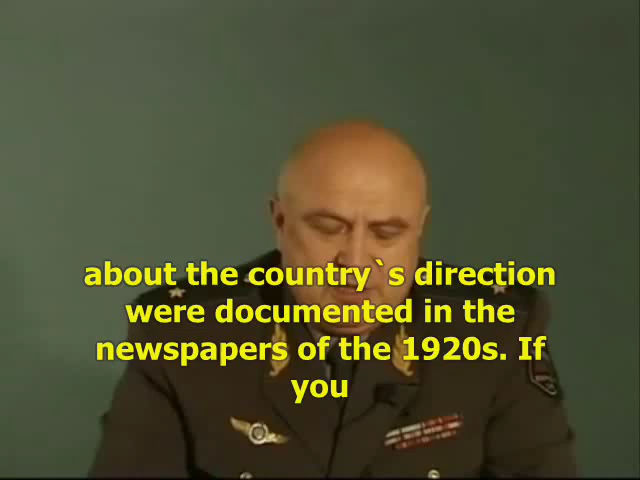 about the country`s direction
were documented in the
newspapers of the 1920s. If
you